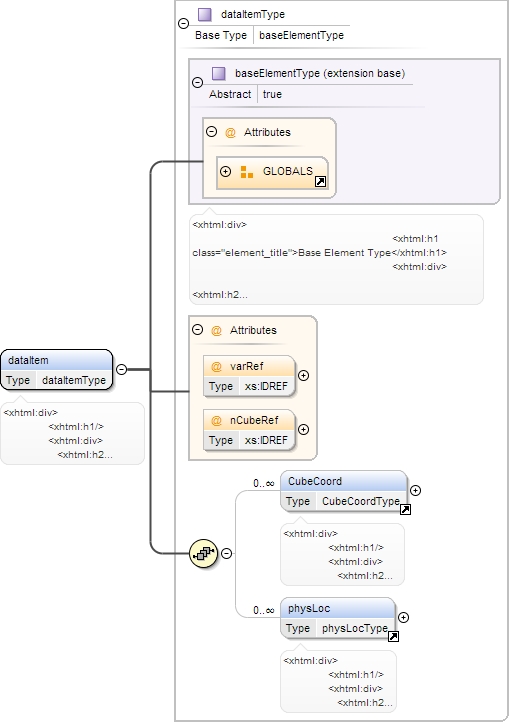 dataItemType
Base Type baseElementType
baseElementType (extension base)
Abstract true
@ Attributes
GLOBALS
<xhtml:div>
<xhtml:h1
class="element_title">Base Element Type</xhtml:h1>
<xhtml:div>
<xhtml:h2...
dataItem
Type dataItemType
<xhtml:div>
<xhtml:h1/>
<xhtml:div>
<xhtml:h2...
@ Attributes
@ varRef
Type xs:IDREF
@ nCubeRef
Type xs:IDREF
0..∞
CubeCoord
Type CubeCoordType
<xhtml:div>
<xhtml:h1/>
<xhtml:div>
<xhtml:h2...
0..∞
physLoc
Type physLocType
<xhtml:div>
<xhtml:h1/>
<xhtml:div>
<xhtml:h2...